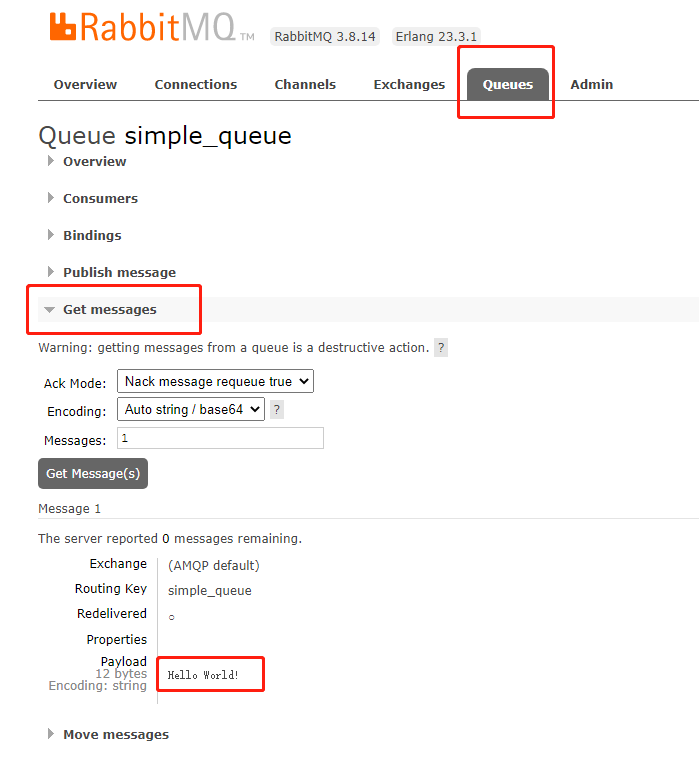 RabbitMQ TM RabbitMQ 3.8.14 Erlang 23.3.1
Overview Connections Channels Exchanges Queues Admin
Queue simple_queue
Overview
Consumers
Bindings
Publish message
Get messages
Warning: getting messages from a queue is a destructive action. ?
Ack Mode: Nack message requeue true
Encoding: Auto string / base64 ?
Messages: 1
Get Message(s)
Message 1
The server reported 0 messages remaining.
Exchange (AMQP default)
Routing Key simple_queue
Redelivered ○
Properties
Payload
12 bytes Hello World!
Encoding: string
Move messages